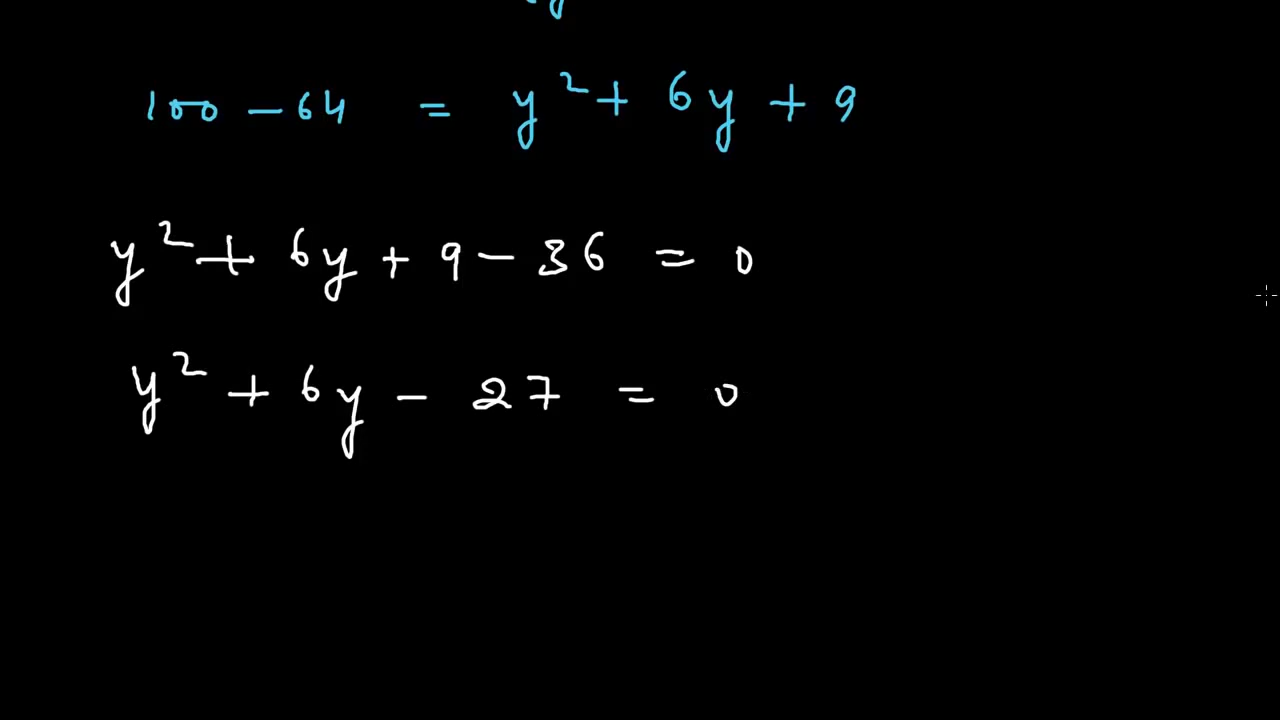 100 - 64 = y² + 6y + 9
y² + 6y + 9 - 36 = 0
y² + 6y - 27 = 0